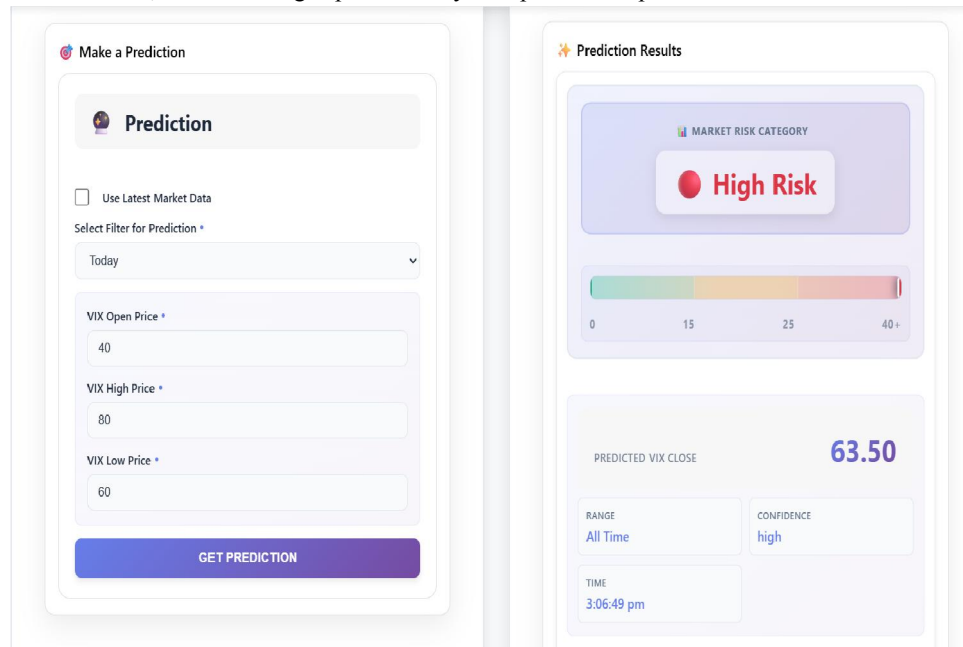 Make a Prediction
Prediction
Use Latest Market Data
Select Filter for Prediction •
Today
VIX Open Price •
40
VIX High Price •
80
VIX Low Price •
60
GET PREDICTION
Prediction Results
MARKET RISK CATEGORY
High Risk
0 15 25 40+
PREDICTED VIX CLOSE 63.50
RANGE CONFIDENCE
All Time high
TIME
3:06:49 pm